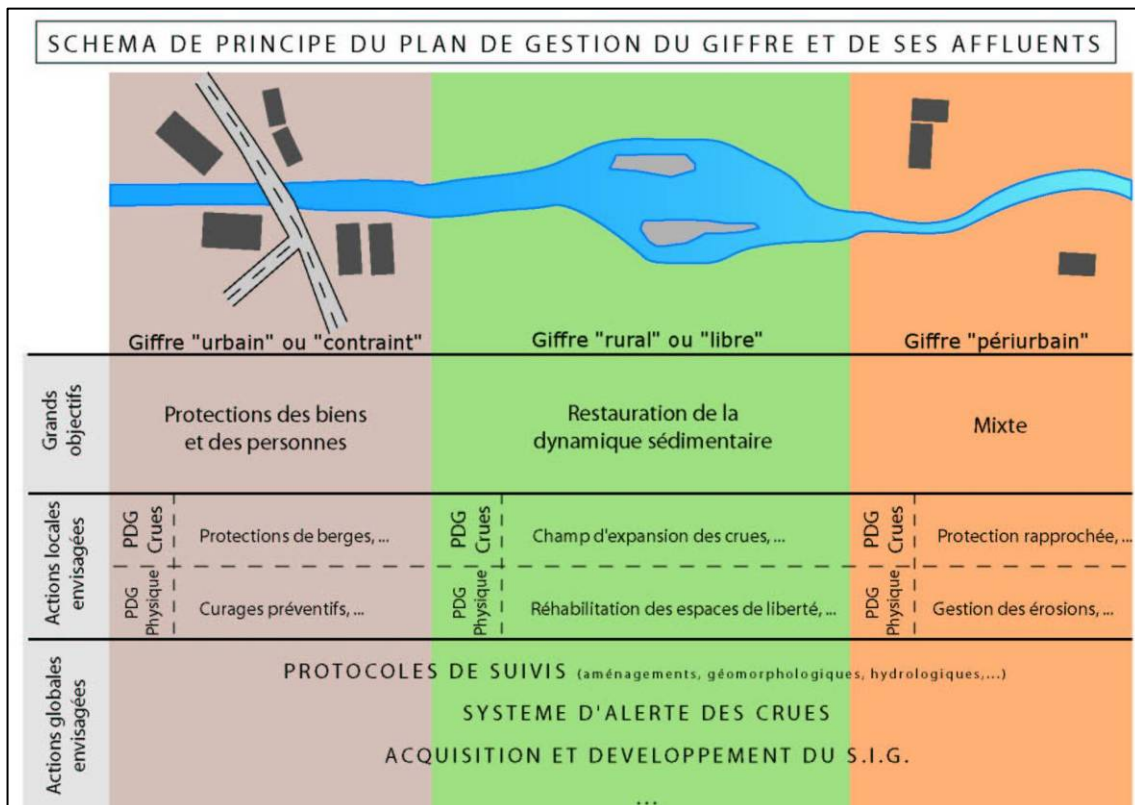 SCHEMA DE PRINCIPE DU PLAN DE GESTION DU GIFFRE ET DE SES AFFLUENTS
Giffre "urbain" ou "contraint"
Giffre "rural" ou "libre"
Giffre "périurbain"
Grands
objectifs
Protections des biens
et des personnes
Restauration de la
dynamique sédimentaire
Mixte
Actions locales
envisagées
PDG
Crues
Protections de berges, ...
PDG
Crues
Champ d'expansion des crues, ...
PDG
Crues
Protection rapprochée, ...
PDG
Physique
Curages préventifs, ...
PDG
Physique
Réhabilitation des espaces de liberté, ...
PDG
Physique
Gestion des érosions, ...
Actions globales
envisagées
PROTOCOLES DE SUIVIS (aménagements, géomorphologiques, hydrologiques,...)
SYSTEME D'ALERTE DES CRUES
ACQUISITION ET DEVELOPPEMENT DU S.I.G.
...